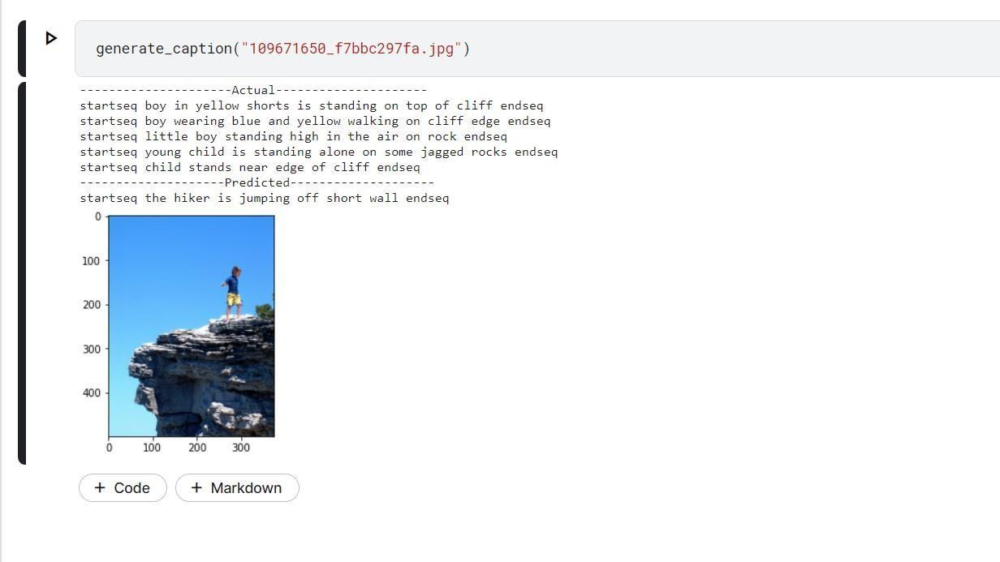 generate_caption("109671650_f7bbc297fa.jpg")
---------------------Actual---------------------
startseq boy in yellow shorts is standing on top of cliff endseq
startseq boy wearing blue and yellow walking on cliff edge endseq
startseq little boy standing high in the air on rock endseq
startseq young child is standing alone on some jagged rocks endseq
startseq child stands near edge of cliff endseq
--------------------Predicted--------------------
startseq the hiker is jumping off short wall endseq
0
100
200
300
400
0 100 200 300
+ Code + Markdown